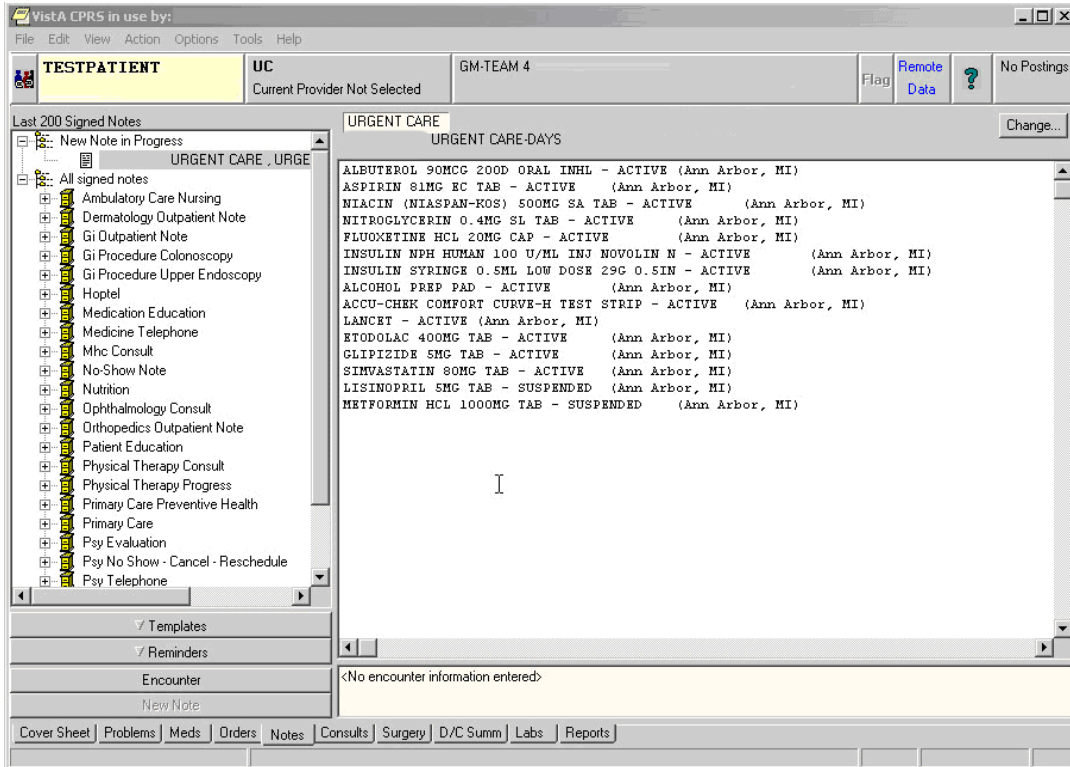 VistA CPRS in use by:
File Edit View Action Options Tools Help
TESTPATIENT
UC
Current Provider Not Selected
GM-TEAM 4
Flag
Remote
Data
?
No Postings
Last 200 Signed Notes
New Note in Progress
URGENT CARE , URGE
All signed notes
Ambulatory Care Nursing
Dermatology Outpatient Note
Gi Outpatient Note
Gi Procedure Colonoscopy
Gi Procedure Upper Endoscopy
Hoptel
Medication Education
Medicine Telephone
Mhc Consult
No-Show Note
Nutrition
Ophthalmology Consult
Orthopedics Outpatient Note
Patient Education
Physical Therapy Consult
Physical Therapy Progress
Primary Care Preventive Health
Primary Care
Psy Evaluation
Psy No Show - Cancel - Reschedule
Psy Telephone
Templates
Reminders
Encounter
New Note
URGENT CARE
URGENT CARE-DAYS
Change...
ALBUTEROL 90MCG 200D ORAL INHL - ACTIVE (Ann Arbor, MI)
ASPIRIN 81MG EC TAB - ACTIVE (Ann Arbor, MI)
NIACIN (NIASPAN-KOS) 500MG SA TAB - ACTIVE (Ann Arbor, MI)
NITROGLYCERIN 0.4MG SL TAB - ACTIVE (Ann Arbor, MI)
FLUOXETINE HCL 20MG CAP - ACTIVE (Ann Arbor, MI)
INSULIN NPH HUMAN 100 U/ML INJ NOVOLIN N - ACTIVE (Ann Arbor, MI)
INSULIN SYRINGE 0.5ML LOW DOSE 29G 0.5IN - ACTIVE (Ann Arbor, MI)
ALCOHOL PREP PAD - ACTIVE (Ann Arbor, MI)
ACCU-CHEK COMFORT CURVE-H TEST STRIP - ACTIVE (Ann Arbor, MI)
LANCET - ACTIVE (Ann Arbor, MI)
ETODOLAC 400MG TAB - ACTIVE (Ann Arbor, MI)
GLIPIZIDE 5MG TAB - ACTIVE (Ann Arbor, MI)
SIMVASTATIN 80MG TAB - ACTIVE (Ann Arbor, MI)
LISINOPRIL 5MG TAB - SUSPENDED (Ann Arbor, MI)
METFORMIN HCL 1000MG TAB - SUSPENDED (Ann Arbor, MI)
<No encounter information entered>
Cover Sheet Problems Meds Orders Notes Consults Surgery D/C Summ Labs Reports